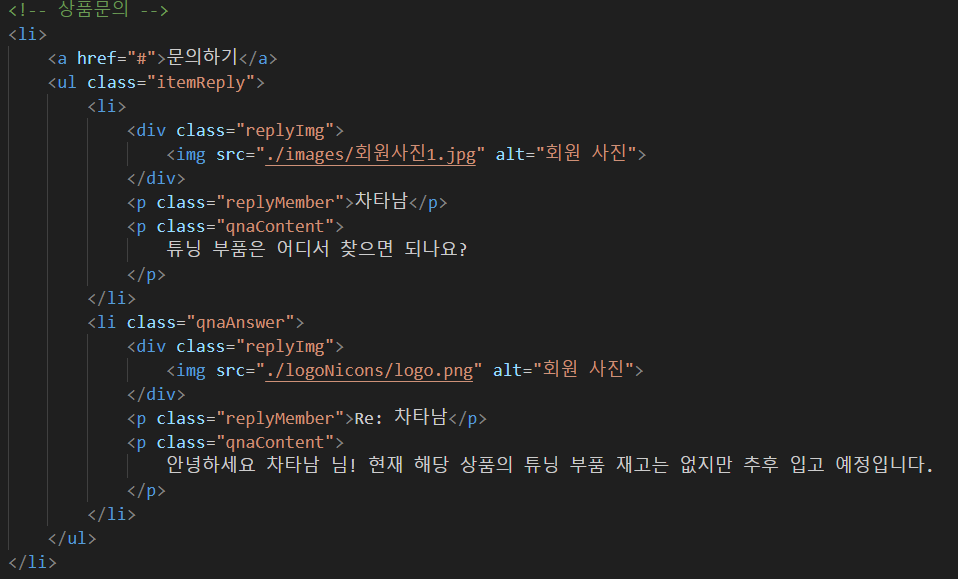 <!-- 상품문의 -->
<li>
    <a href="#">문의하기</a>
    <ul class="itemReply">
        <li>
            <div class="replyImg">
                <img src="./images/회원사진1.jpg" alt="회원 사진">
            </div>
            <p class="replyMember">차타남</p>
            <p class="qnaContent">
                튜닝 부품은 어디서 찾으면 되나요?
            </p>
        </li>
        <li class="qnaAnswer">
            <div class="replyImg">
                <img src="./logoNicons/logo.png" alt="회원 사진">
            </div>
            <p class="replyMember">Re: 차타남</p>
            <p class="qnaContent">
                안녕하세요 차타남 님! 현재 해당 상품의 튜닝 부품 재고는 없지만 추후 입고 예정입니다.
            </p>
        </li>
    </ul>
</li>